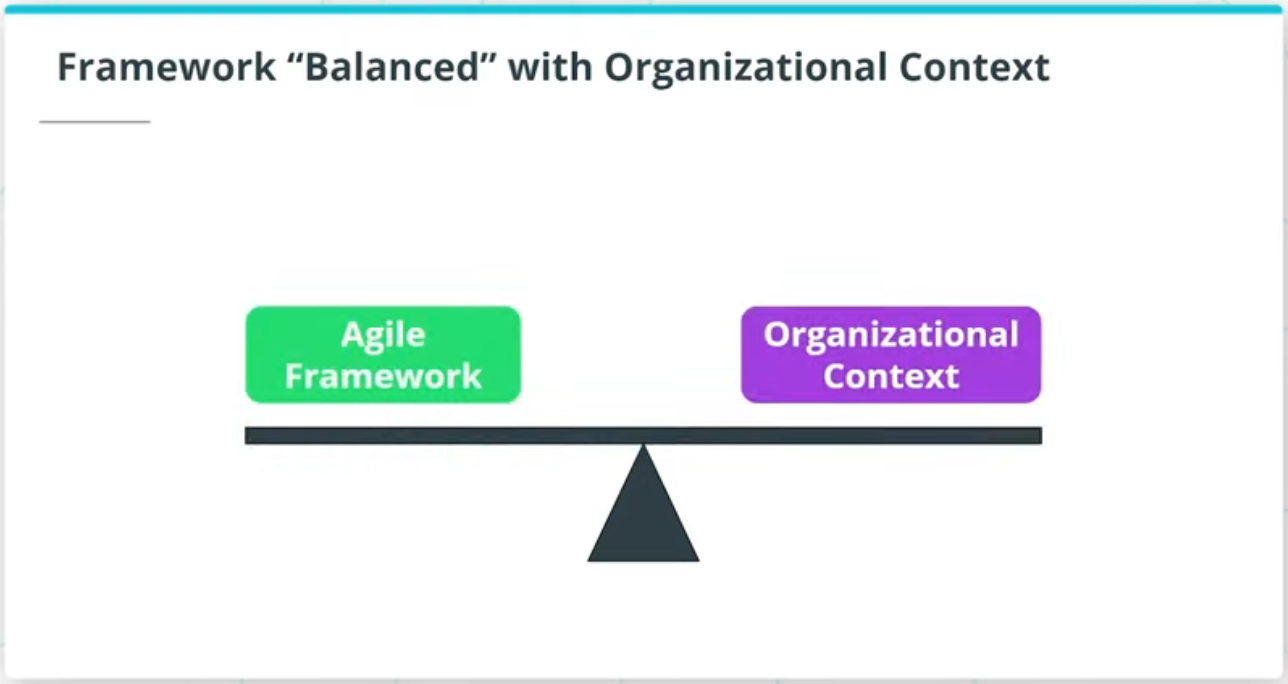 Framework “Balanced” with Organizational Context
Agile
Framework
Organizational
Context